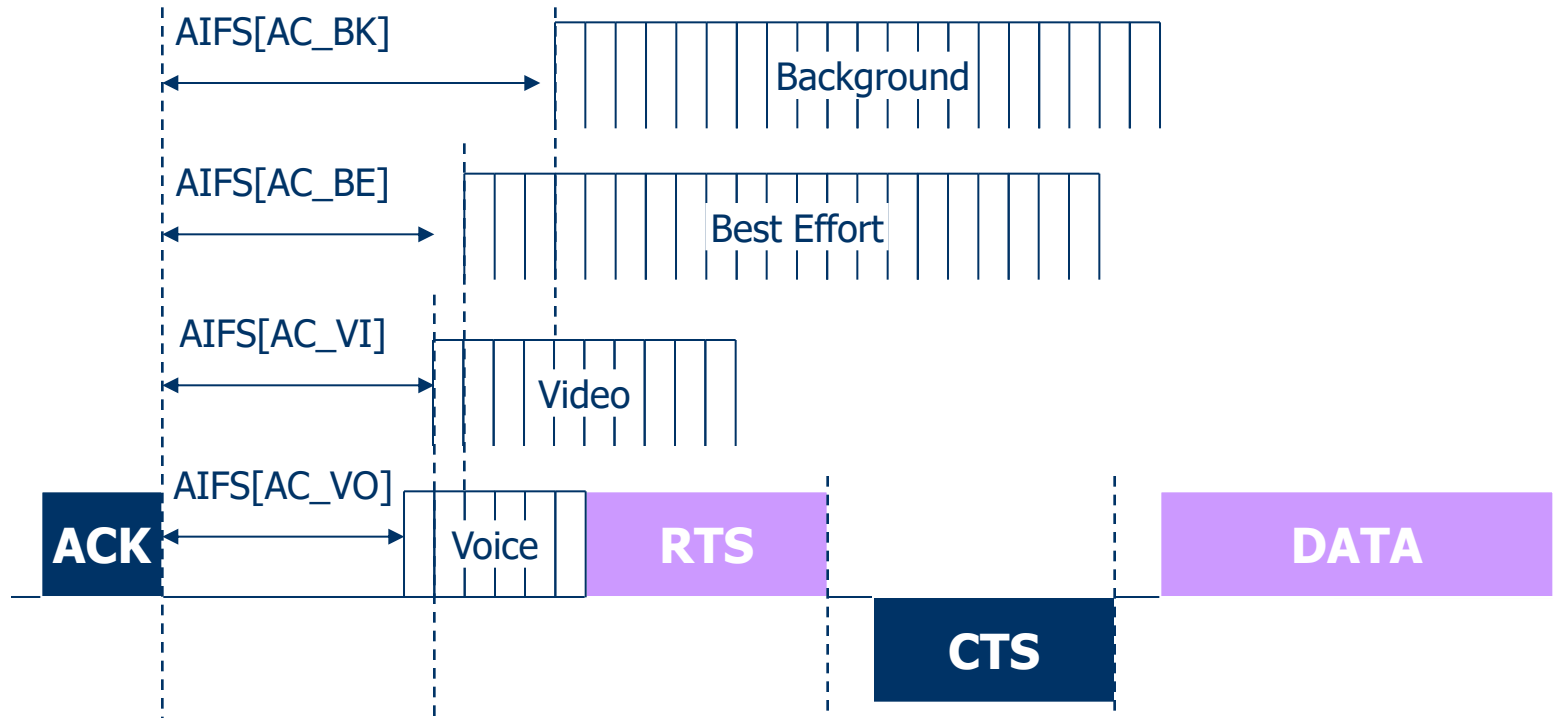 AIFS[AC_BK]
Background
AIFS[AC_BE]
Best Effort
AIFS[AC_VI]
Video
AIFS[AC_VO]
ACK
Voice
RTS
DATA
CTS